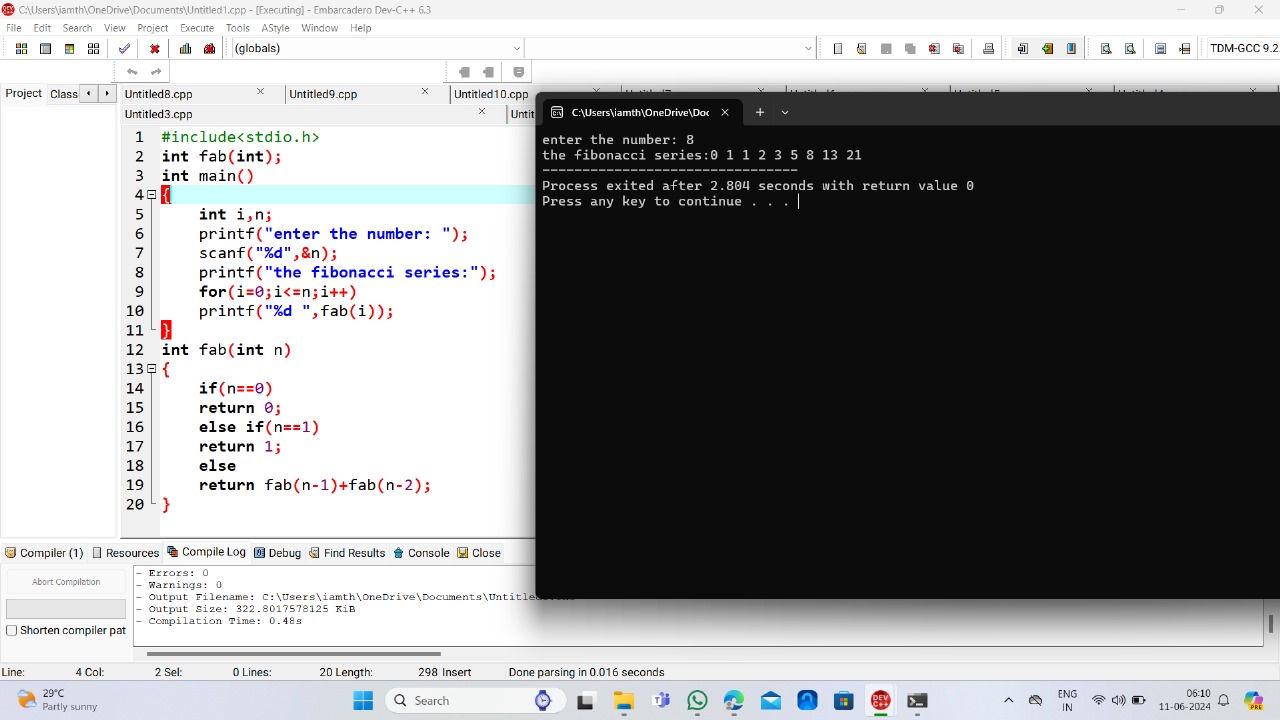 C:\Users\iamth\OneDrive\Documents\Untitled1.cpp - [Executing] - Embarcadero Dev-C++ 6.3
File Edit Search View Project Execute Tools AStyle Window Help
(globals)
TDM-GCC 9.2
Project Class
Untitled8.cpp Untitled9.cpp Untitled10.cpp
Untitled3.cpp Untit
1 #include<stdio.h>
2 int fab(int);
3 int main()
4 {
5 int i,n;
6 printf("enter the number: ");
7 scanf("%d",&n);
8 printf("the fibonacci series:");
9 for(i=0;i<=n;i++)
10 printf("%d ",fab(i));
11 }
12 int fab(int n)
13 {
14 if(n==0)
15 return 0;
16 else if(n==1)
17 return 1;
18 else
19 return fab(n-1)+fab(n-2);
20 }
C:\Users\iamth\OneDrive\Doc
enter the number: 8
the fibonacci series:0 1 1 2 3 5 8 13 21
--------------------------------
Process exited after 2.804 seconds with return value 0
Press any key to continue . . .
Compiler (1) Resources Compile Log Debug Find Results Console Close
Abort Compilation
Shorten compiler pat
- Errors: 0
- Warnings: 0
- Output Filename: C:\Users\iamth\OneDrive\Documents\Untitled
- Output Size: 322.8017578125 KiB
- Compilation Time: 0.48s
Line: 4 Col: 2 Sel: 0 Lines: 20 Length: 298 Insert Done parsing in 0.016 seconds
29°C
Partly sunny
Search
DEV C++
ENG
IN
06:10
11-06-2024
PRE